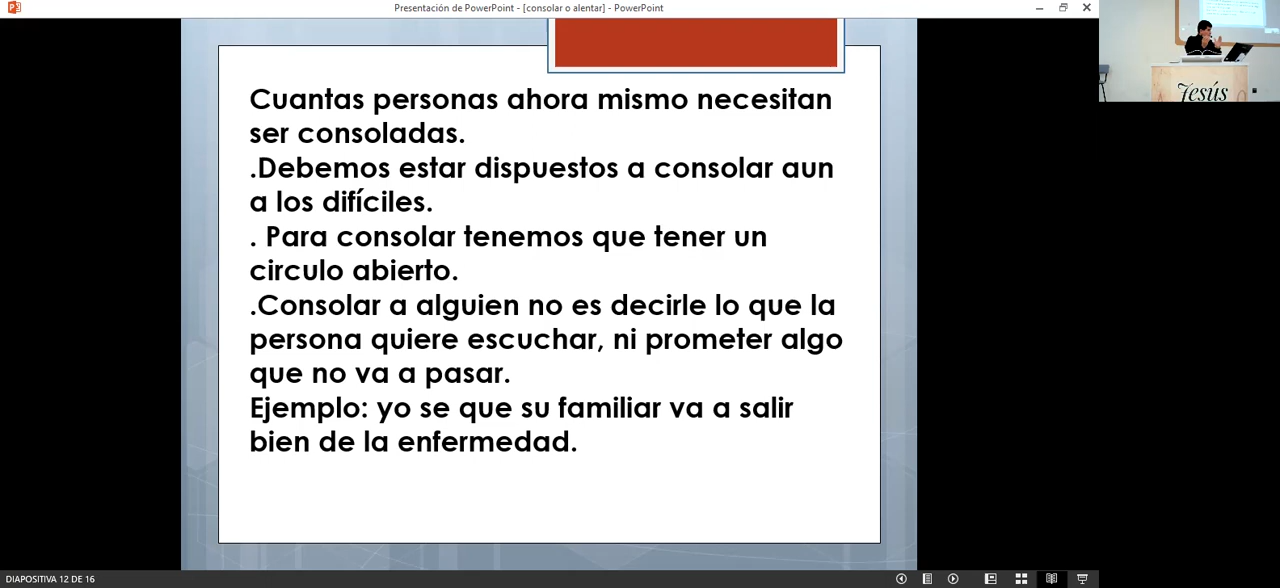 Presentación de PowerPoint - [consolar o alentar] - PowerPoint
Cuantas personas ahora mismo necesitan
ser consoladas.
.Debemos estar dispuestos a consolar aun
a los difíciles.
. Para consolar tenemos que tener un
circulo abierto.
.Consolar a alguien no es decirle lo que la
persona quiere escuchar, ni prometer algo
que no va a pasar.
Ejemplo: yo se que su familiar va a salir
bien de la enfermedad.
Jesús
DIAPOSITIVA 12 DE 16